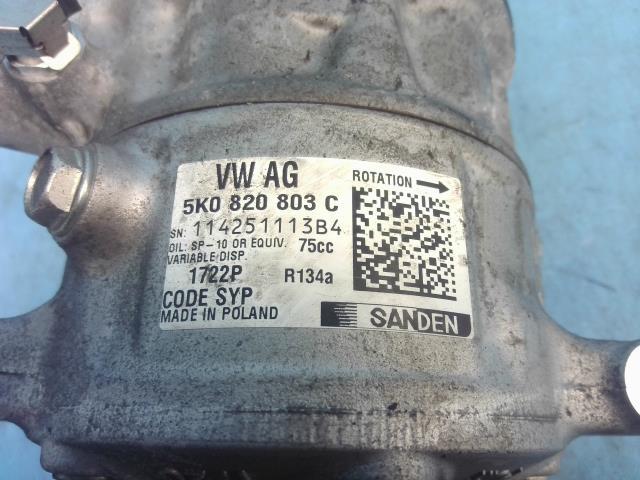 VW AG
ROTATION
5K0 820 803 C
SN: 114251113B4
OIL: SP-10 OR EQUIV. 75cc
VARIABLE DISP.
1722P R134a
CODE SYP
MADE IN POLAND
SANDEN